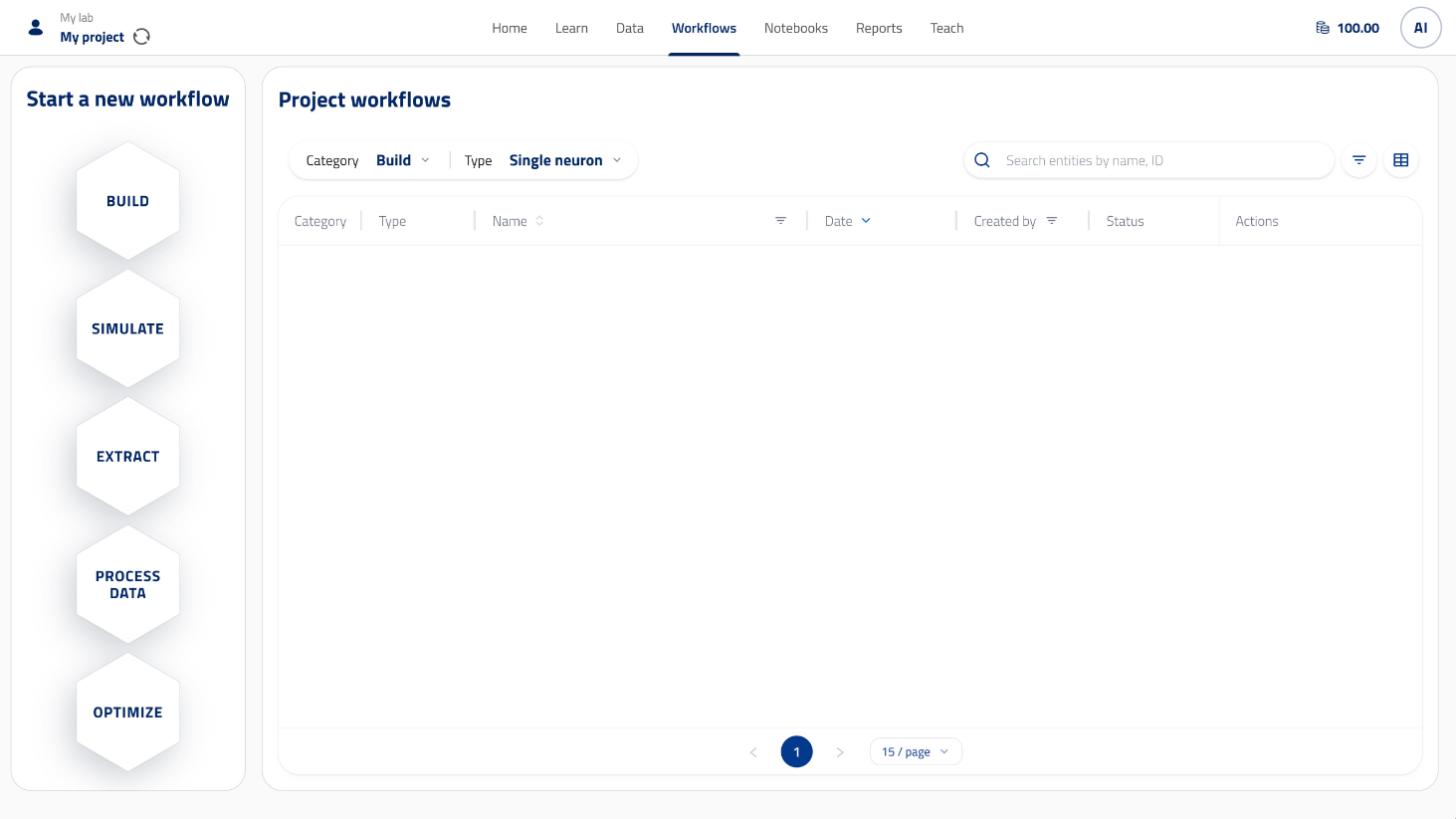 My lab
My project
Home Learn Data Workflows Notebooks Reports Teach
100.00
AI
Start a new workflow
BUILD
SIMULATE
EXTRACT
PROCESS
DATA
OPTIMIZE
Project workflows
Category Build Type Single neuron
Search entities by name, ID
Category Type Name Date Created by Status Actions
1
15 / page